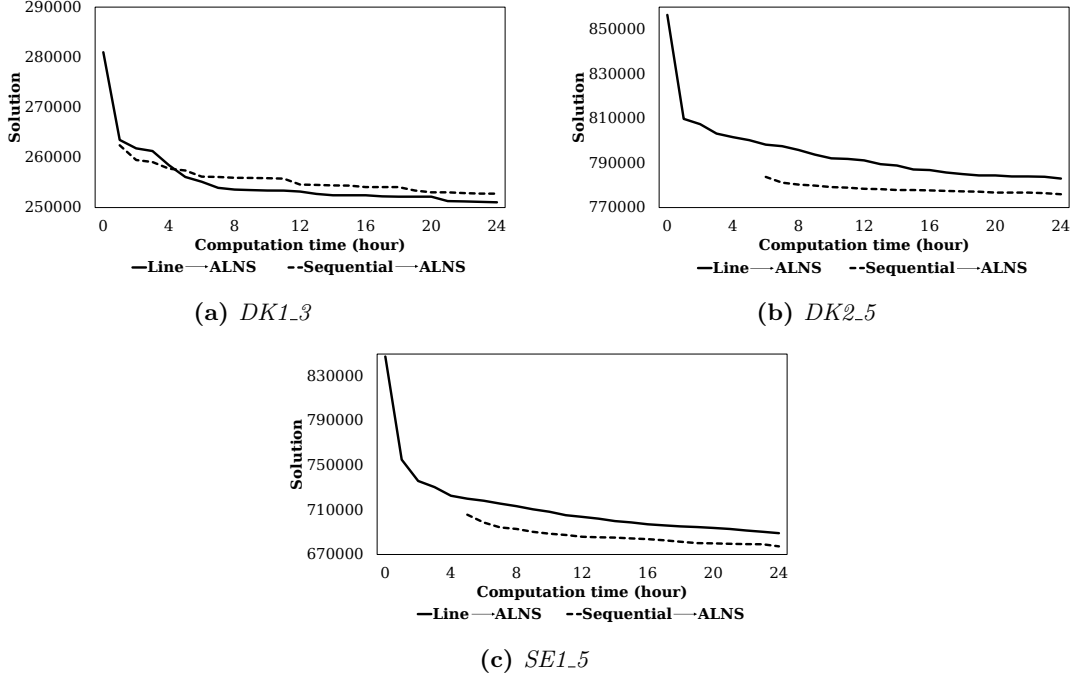 290000
280000
270000
260000
250000
Solution
0 4 8 12 16 20 24
Computation time (hour)
Line → ALNS Sequential → ALNS
(a) DK1_3
850000
830000
810000
790000
770000
Solution
0 4 8 12 16 20 24
Computation time (hour)
Line → ALNS Sequential → ALNS
(b) DK2_5
830000
790000
750000
710000
670000
Solution
0 4 8 12 16 20 24
Computation time (hour)
Line → ALNS Sequential → ALNS
(c) SE1_5